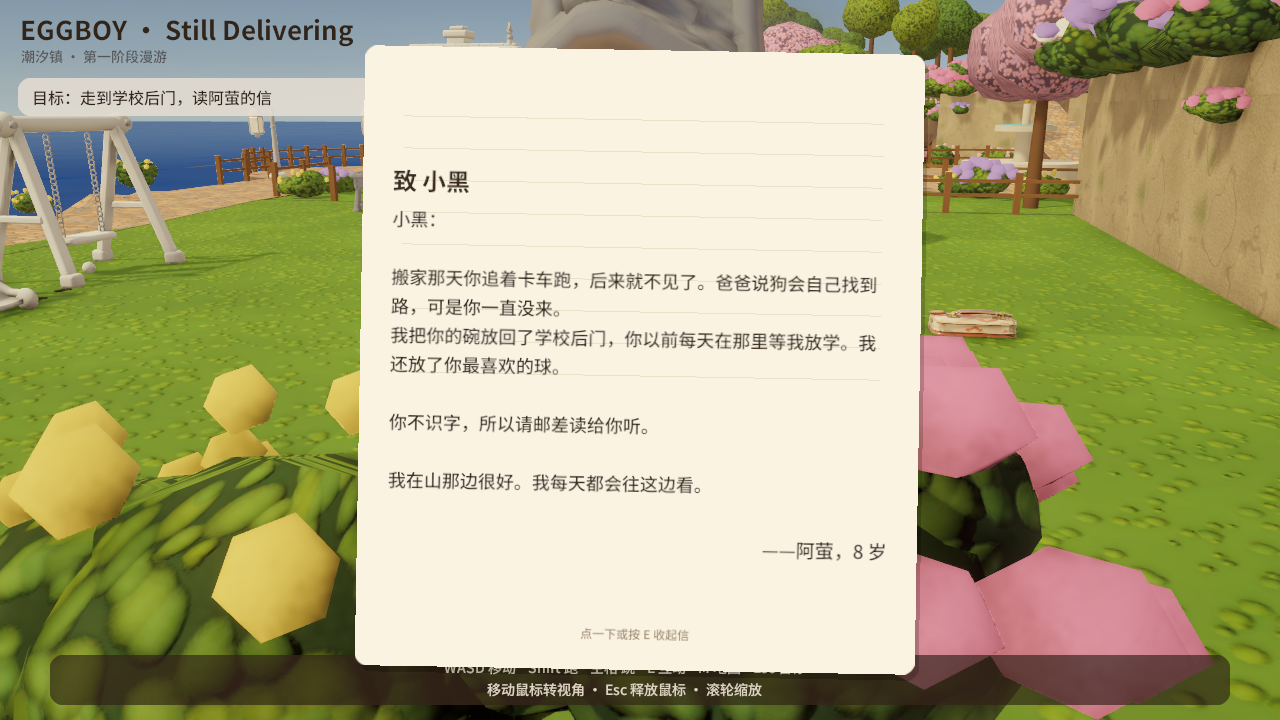 EGGBOY · Still Delivering
潮汐镇 · 第一阶段漫游
目标：走到学校后门，读阿萤的信
致 小黑
小黑：
搬家那天你追着卡车跑，后来就不见了。爸爸说狗会自己找到
路，可是你一直没来。
我把你的碗放回了学校后门，你以前每天在那里等我放学。我
还放了你最喜欢的球。
你不识字，所以请邮差读给你听。
我在山那边很好。我每天都会往这边看。
——阿萤，8 岁
点一下或按 E 收起信
WASD 移动
移动鼠标转视角 · Esc 释放鼠标 · 滚轮缩放